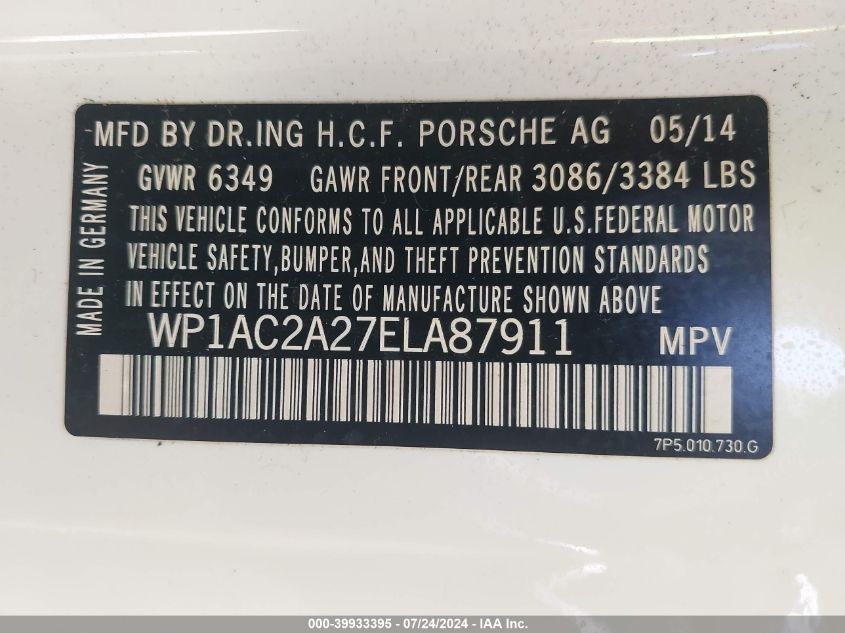 MFD BY DR.ING H.C.F. PORSCHE AG 05/14
GVWR 6349 GAWR FRONT/REAR 3086/3384 LBS
THIS VEHICLE CONFORMS TO ALL APPLICABLE U.S.FEDERAL MOTOR
VEHICLE SAFETY,BUMPER,AND THEFT PREVENTION STANDARDS
IN EFFECT ON THE DATE OF MANUFACTURE SHOWN ABOVE
MADE IN GERMANY
WP1AC2A27ELA87911 MPV
7P5.010.730.G
000-39933395 - 07/24/2024 - IAA Inc.